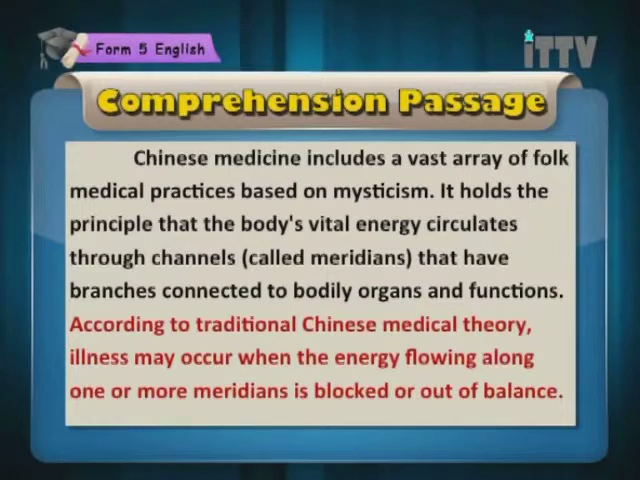 Form 5 English
iTTV
Comprehension Passage
Chinese medicine includes a vast array of folk
medical practices based on mysticism. It holds the
principle that the body's vital energy circulates
through channels (called meridians) that have
branches connected to bodily organs and functions.
According to traditional Chinese medical theory,
illness may occur when the energy flowing along
one or more meridians is blocked or out of balance.